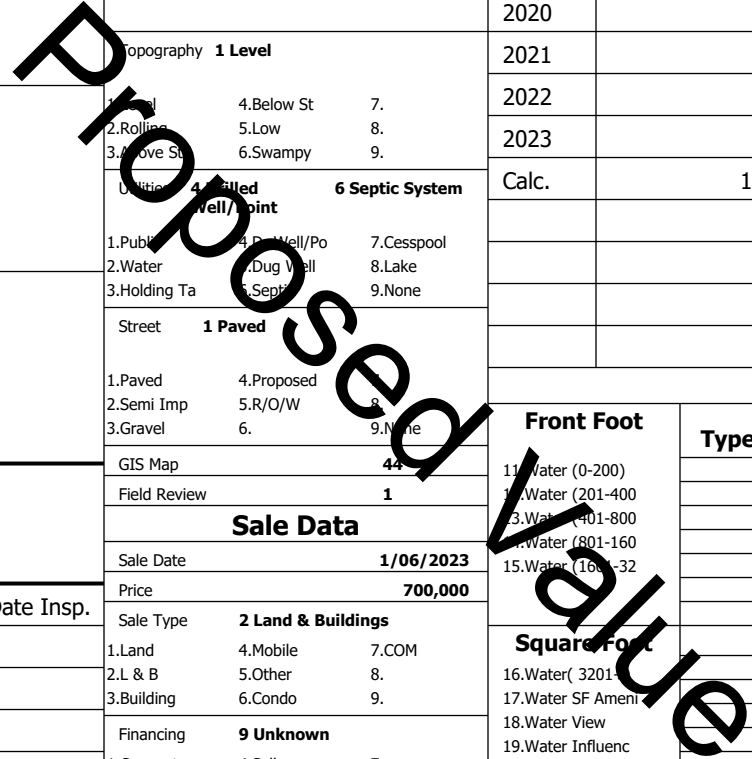 Topography 1 Level
1.Level 4.Below St 7.
2.Rolling 5.Low 8.
3.Above St 6.Swampy 9.
Utilities 4 Drilled 6 Septic System
Well/Point
1.Public 4.Dr Well/Po 7.Cesspool
2.Water 5.Dug Well 8.Lake
3.Holding Ta 6.Septic 9.None
Street 1 Paved
1.Paved 4.Proposed 7.
2.Semi Imp 5.R/O/W 8.
3.Gravel 6. 9.None
GIS Map 44
Field Review 1
Sale Data
Sale Date 1/06/2023
Price 700,000
Sale Type 2 Land & Buildings
1.Land 4.Mobile 7.COM
2.L & B 5.Other 8.
3.Building 6.Condo 9.
Financing 9 Unknown
Date Insp.
2020
2021
2022
2023
Calc. 1
Front Foot
Type
11.Water (0-200)
12.Water (201-400
13.Water (401-800
14.Water (801-160
15.Water (1601-32
Square Foot
16.Water( 3201-
17.Water SF Ameni
18.Water View
19.Water Influenc
Proposed Value